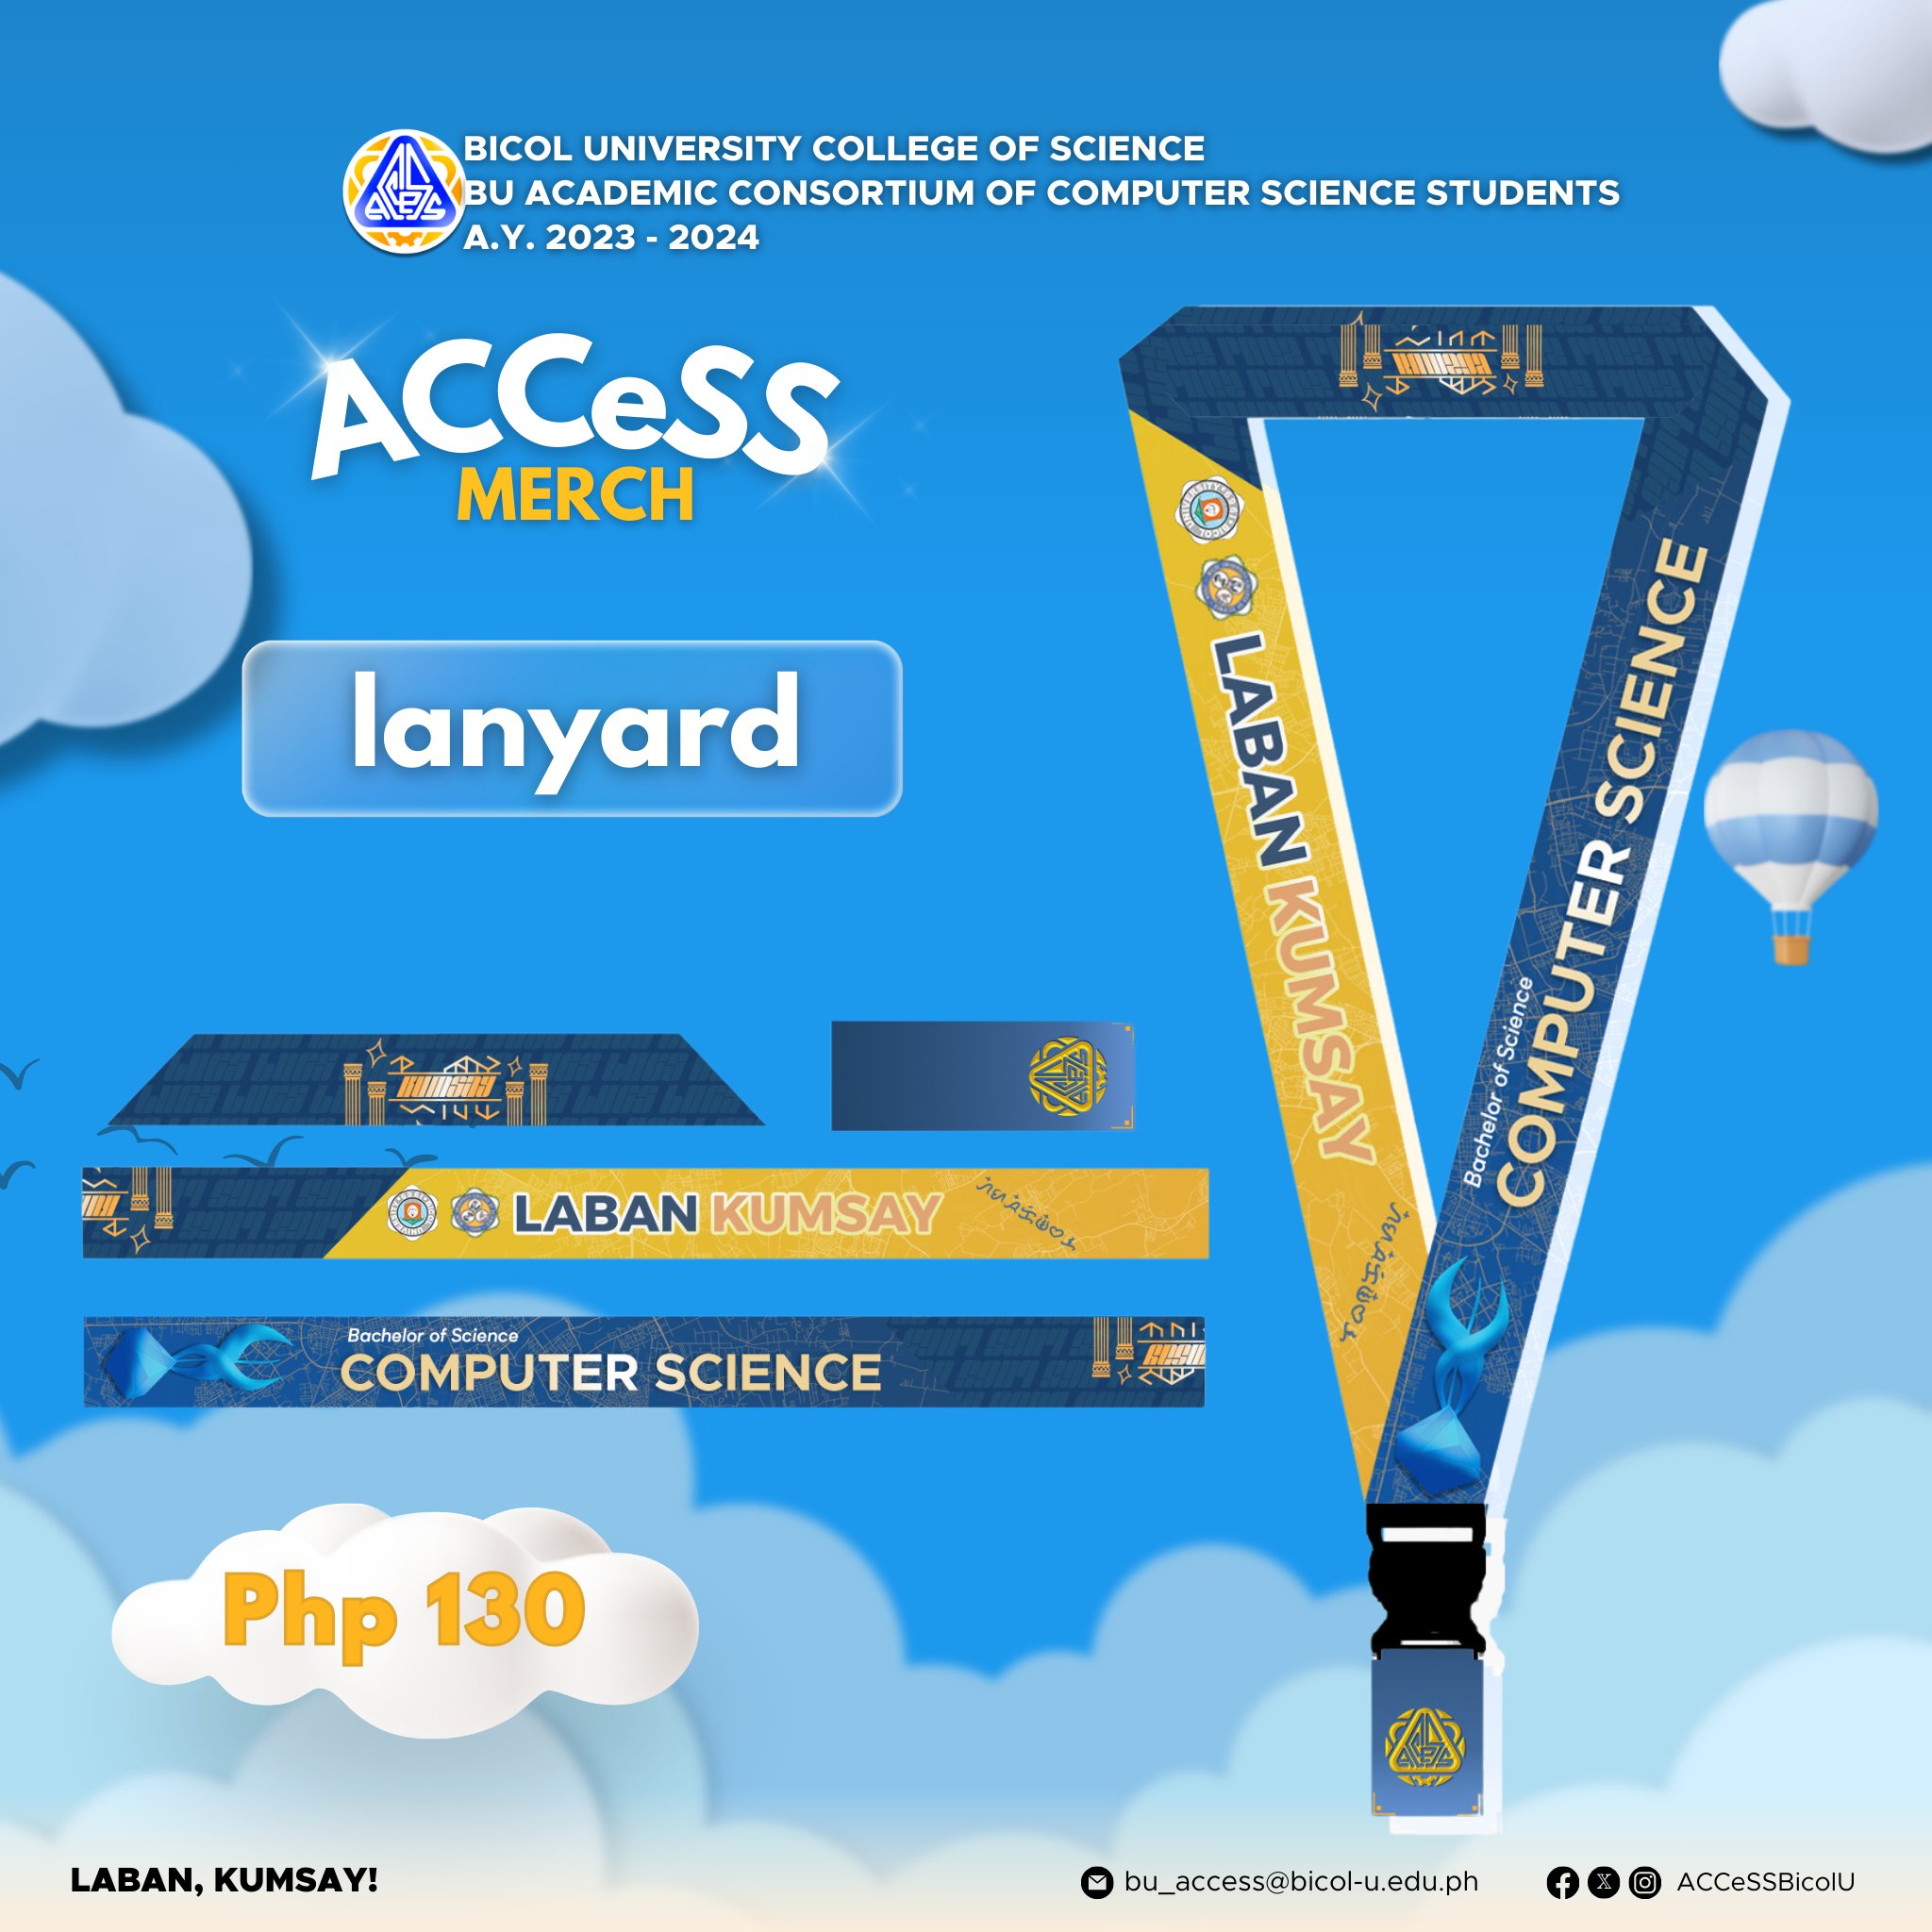 BICOL UNIVERSITY COLLEGE OF SCIENCE
BU ACADEMIC CONSORTIUM OF COMPUTER SCIENCE STUDENTS
A.Y. 2023 - 2024
ACCeSS
MERCH
lanyard
LABAN KUMSAY
Bachelor of Science
COMPUTER SCIENCE
KUMSAY
LABAN KUMSAY
Bachelor of Science
COMPUTER SCIENCE
Php 130
LABAN, KUMSAY!
bu_access@bicol-u.edu.ph
ACCeSSBicolU